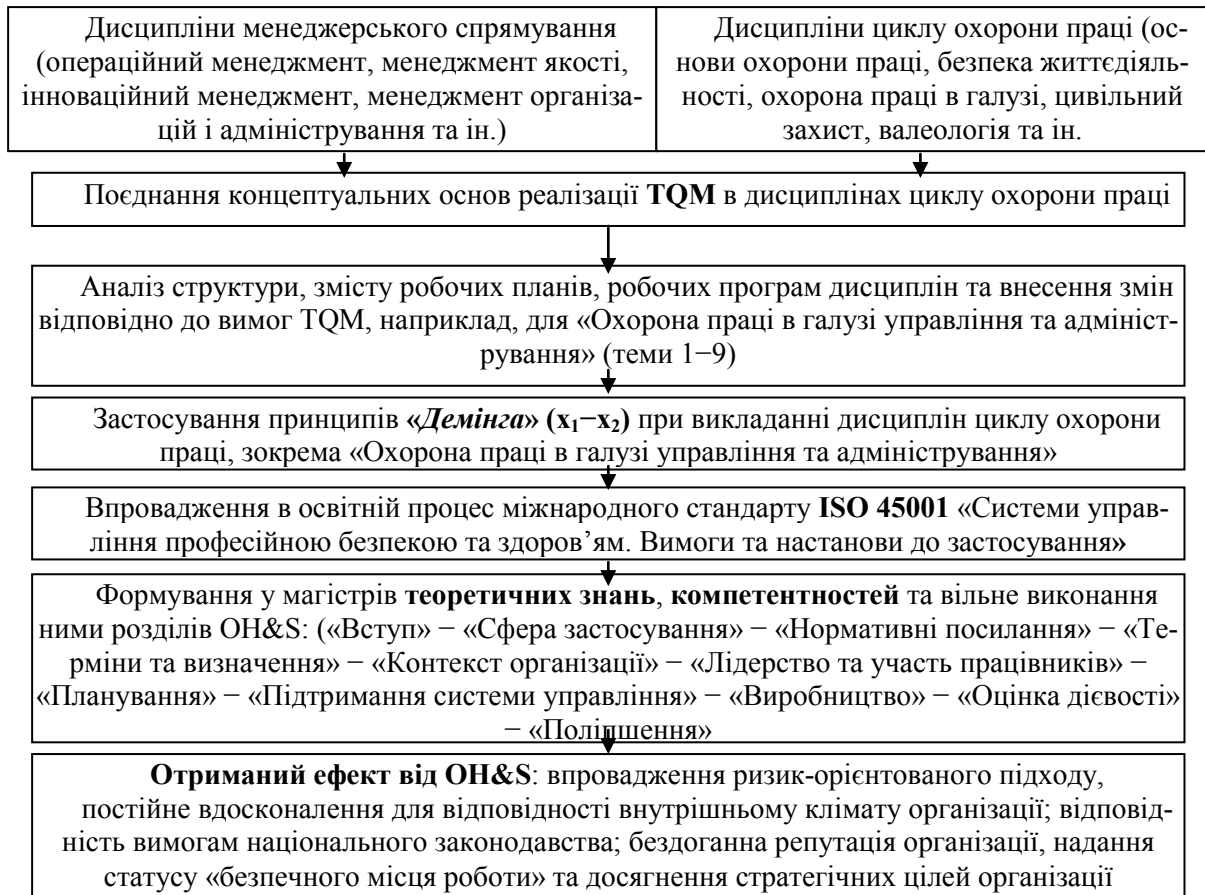 Дисципліни менеджерського спрямування
(операційний менеджмент, менеджмент якості,
інноваційний менеджмент, менеджмент організа-
цій і адміністрування та ін.)
Дисципліни циклу охорони праці (ос-
нови охорони праці, безпека життєдіяль-
ності, охорона праці в галузі, цивільний
захист, валеологія та ін.
Поєднання концептуальних основ реалізації TQM в дисциплінах циклу охорони праці
Аналіз структури, змісту робочих планів, робочих програм дисциплін та внесення змін
відповідно до вимог TQM, наприклад, для «Охорона праці в галузі управління та адмініст-
рування» (теми 1−9)
Застосування принципів «Демінга» (x₁−x₂) при викладанні дисциплін циклу охорони
праці, зокрема «Охорона праці в галузі управління та адміністрування»
Впровадження в освітній процес міжнародного стандарту ISO 45001 «Системи управ-
ління професійною безпекою та здоров’ям. Вимоги та настанови до застосування»
Формування у магістрів теоретичних знань, компетентностей та вільне виконання
ними розділів OH&S: («Вступ» − «Сфера застосування» − «Нормативні посилання» − «Те-
рміни та визначення» − «Контекст організації» − «Лідерство та участь працівників» −
«Планування» − «Підтримання системи управління» − «Виробництво» − «Оцінка дієвості»
− «Поліпшення»
Отриманий ефект від OH&S: впровадження ризик-орієнтованого підходу,
постійне вдосконалення для відповідності внутрішньому клімату організації; відповід-
ність вимогам національного законодавства; бездоганна репутація організації, надання
статусу «безпечного місця роботи» та досягнення стратегічних цілей організації